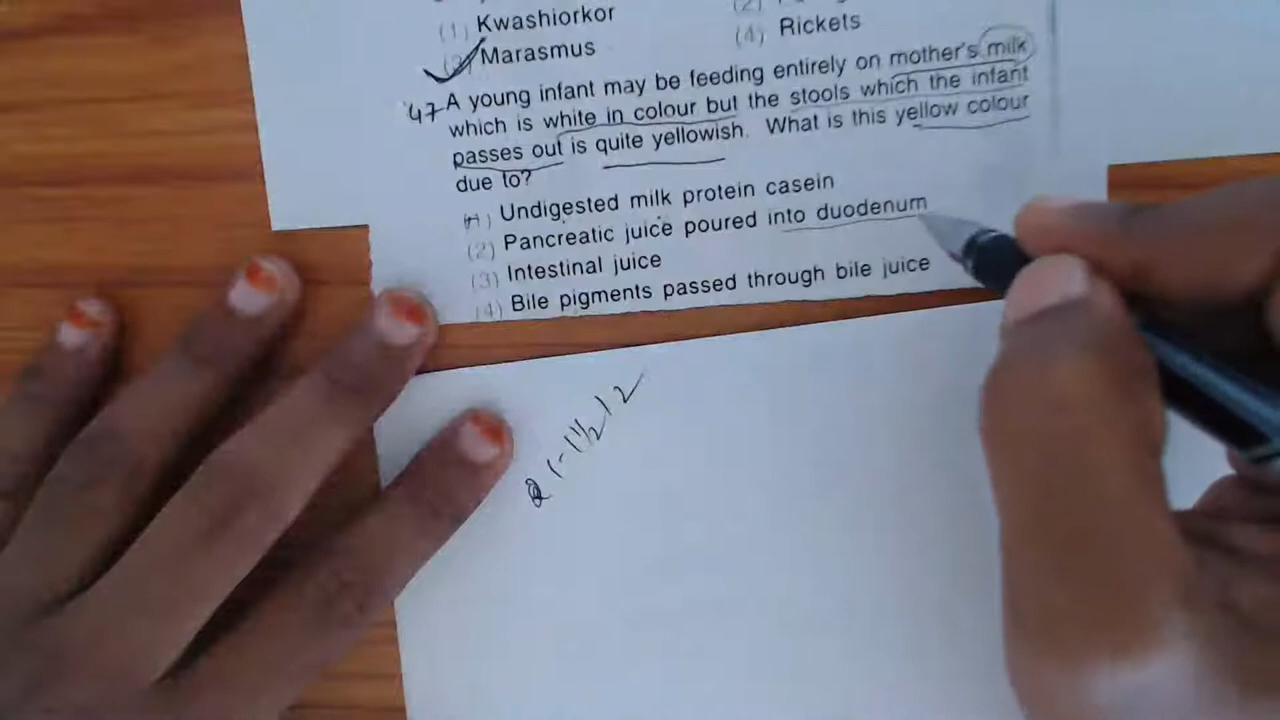 (1) Kwashiorkor
(2)
Marasmus
(4) Rickets
47 A young infant may be feeding entirely on mother's milk
which is white in colour but the stools which the infant
passes out is quite yellowish. What is this yellow colour
due to?
(1) Undigested milk protein casein
(2) Pancreatic juice poured into duodenum
(3) Intestinal juice
(4) Bile pigments passed through bile juice